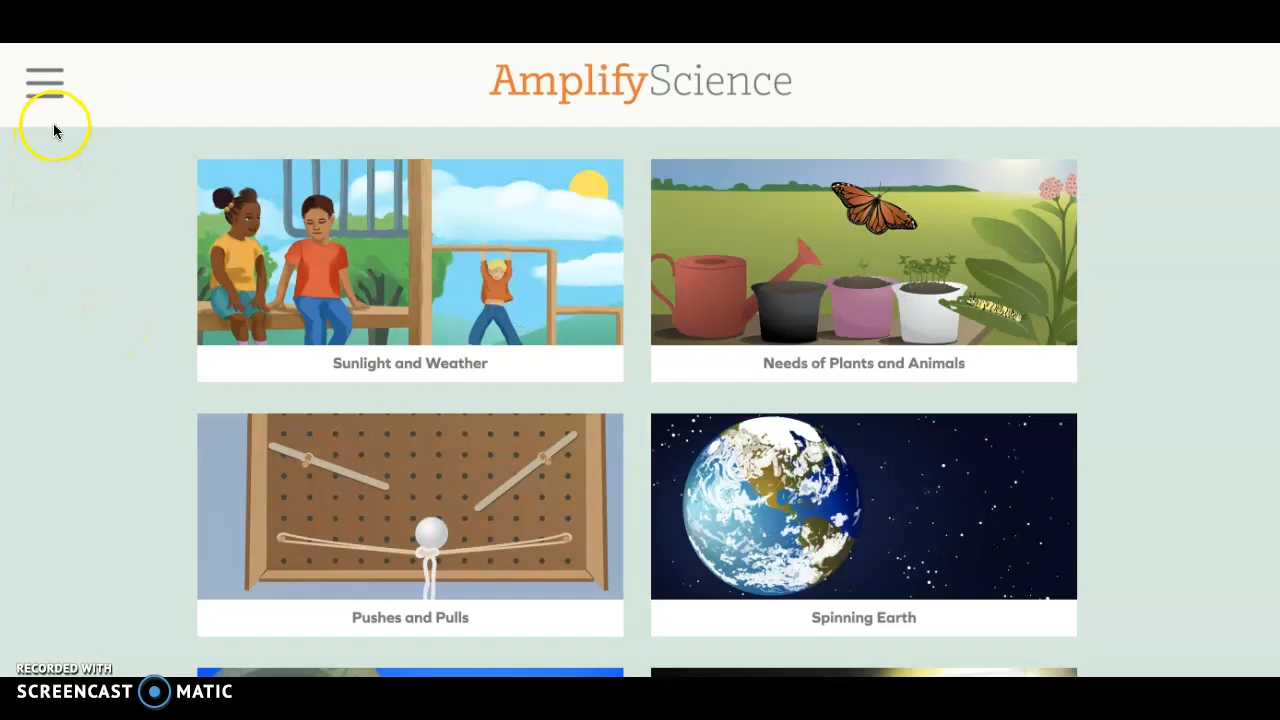 AmplifyScience
Sunlight and Weather
Needs of Plants and Animals
Pushes and Pulls
Spinning Earth
RECORDED WITH
SCREENCAST MATIC